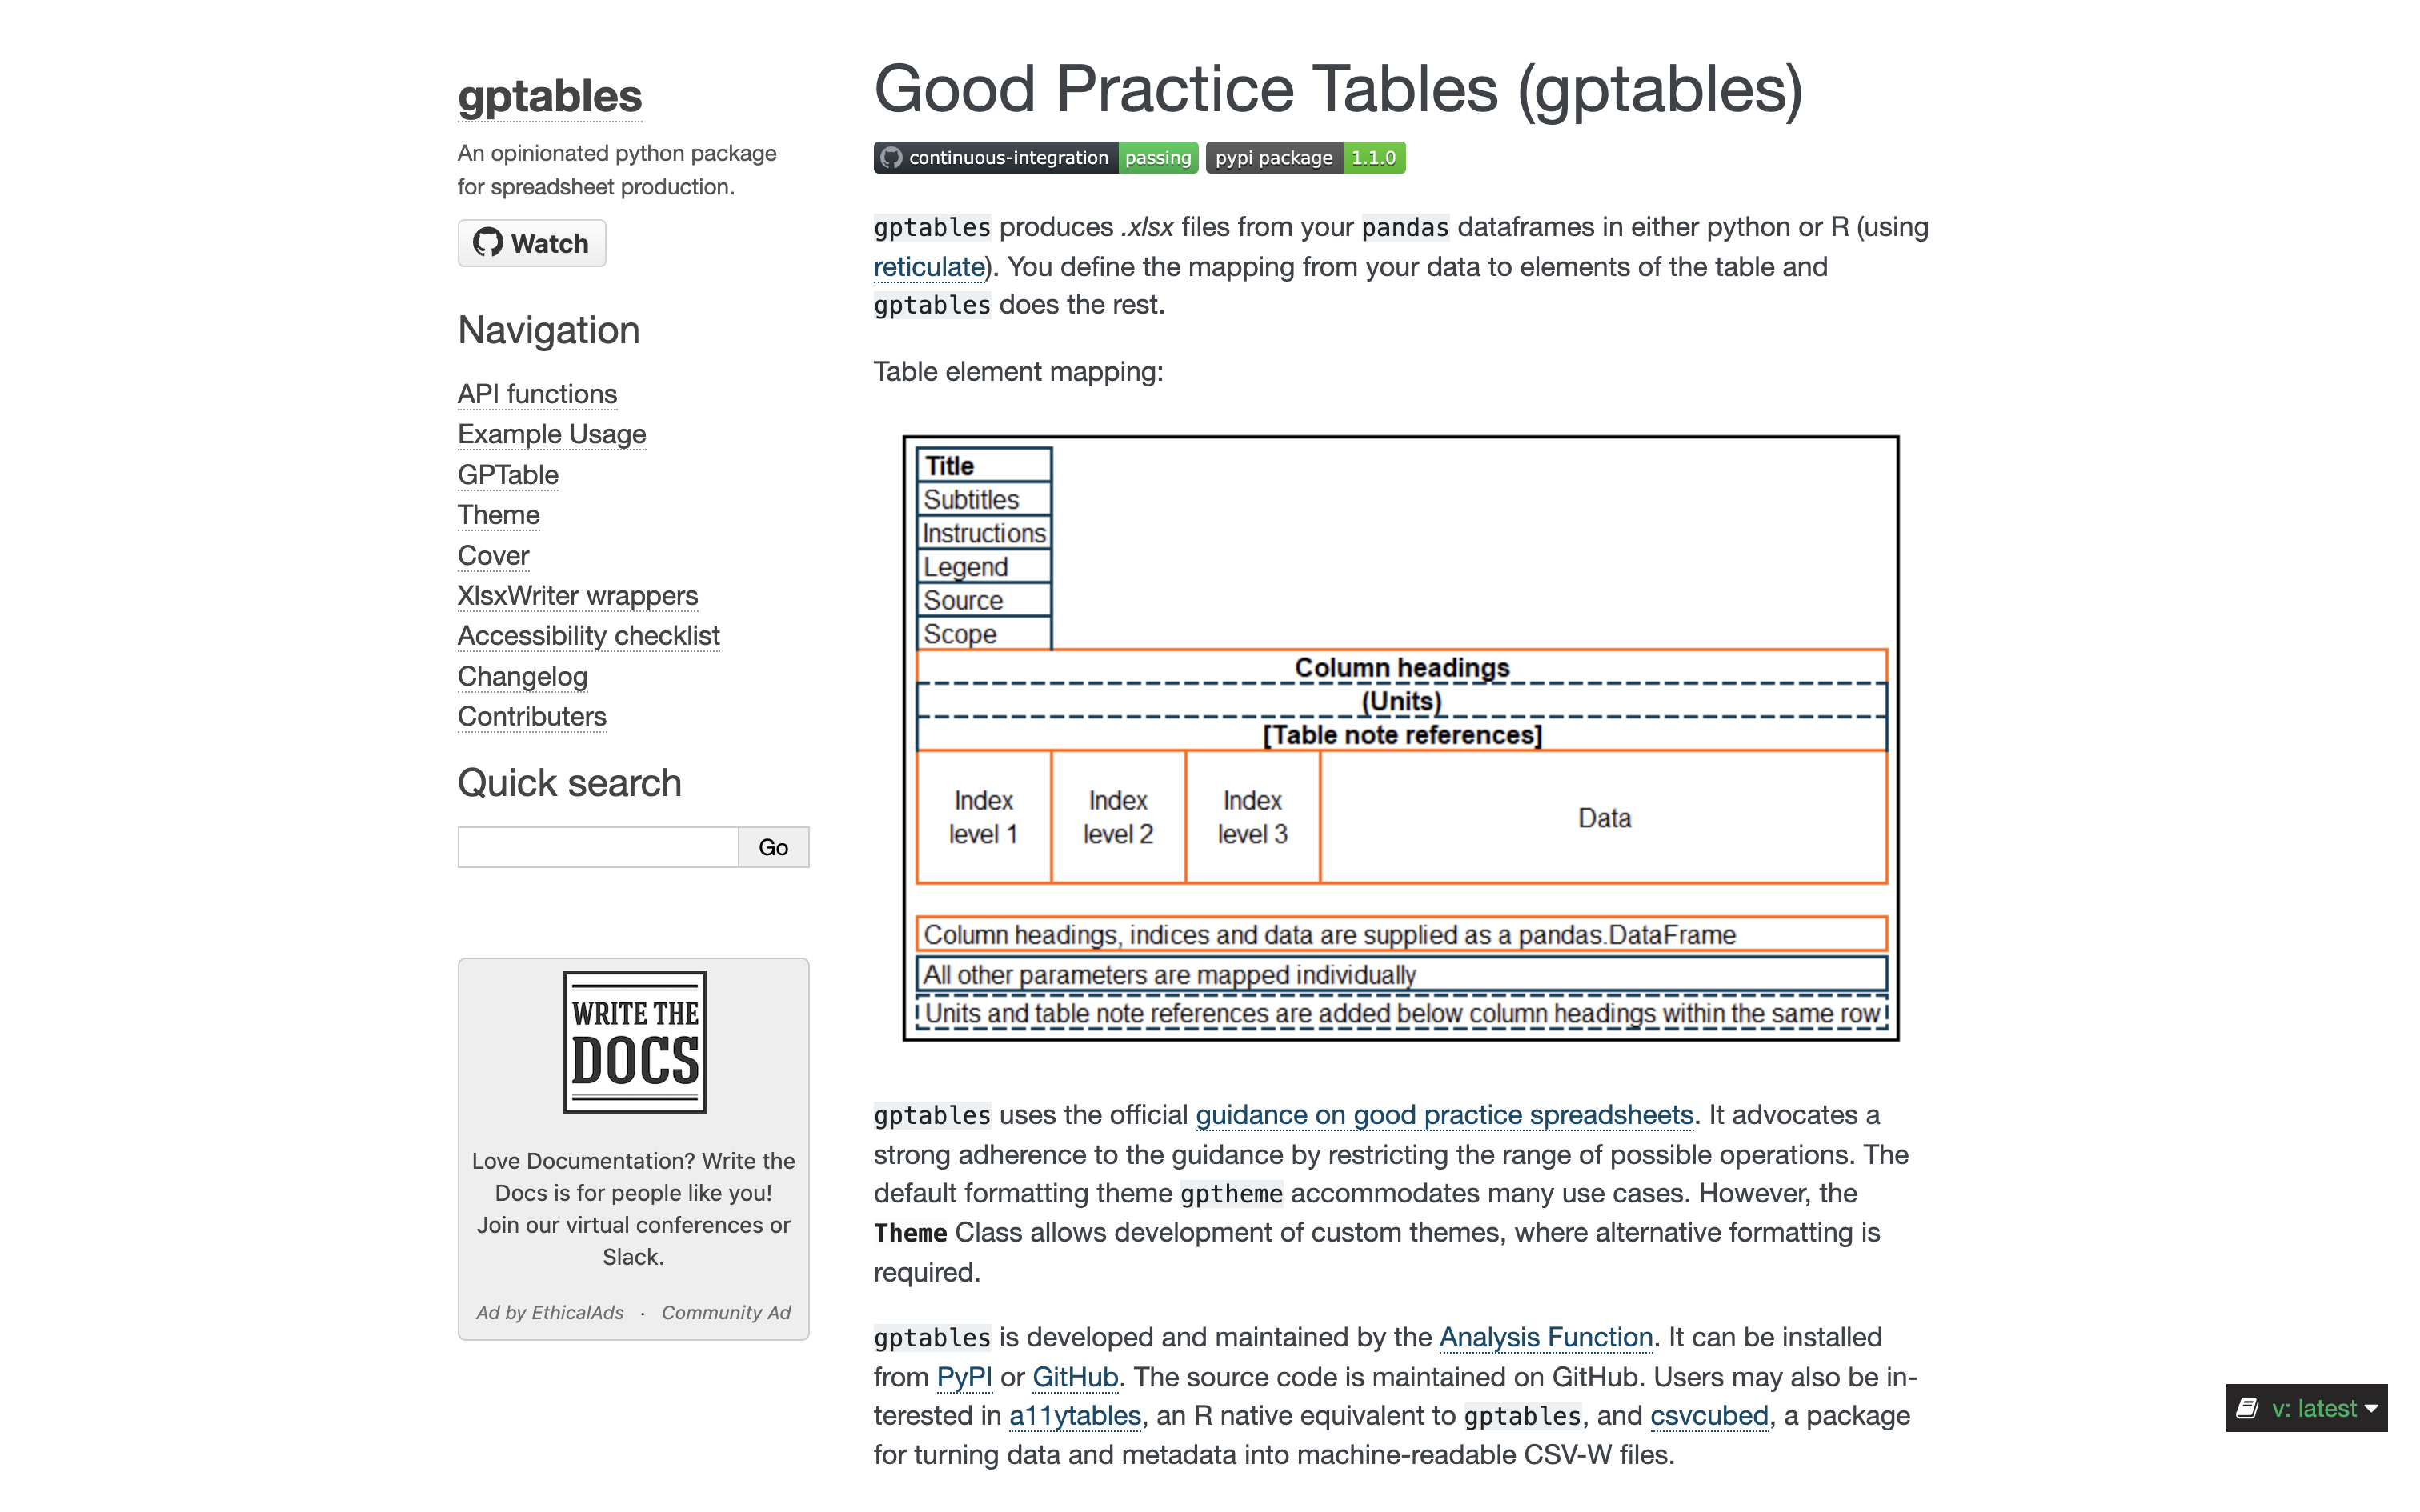 gptables
An opinionated python package
for spreadsheet production.
Watch
Navigation
API functions
Example Usage
GPTable
Theme
Cover
XlsxWriter wrappers
Accessibility checklist
Changelog
Contributers
Quick search
Go
WRITE THE
DOCS
Love Documentation? Write the
Docs is for people like you!
Join our virtual conferences or
Slack.
Ad by EthicalAds · Community Ad
Good Practice Tables (gptables)
continuous-integration passing pypi package 1.1.0
gptables produces .xlsx files from your pandas dataframes in either python or R (using
reticulate). You define the mapping from your data to elements of the table and
gptables does the rest.
Table element mapping:
Title
Subtitles
Instructions
Legend
Source
Scope
Column headings
(Units)
[Table note references]
Index level 1
Index level 2
Index level 3
Data
Column headings, indices and data are supplied as a pandas.DataFrame
All other parameters are mapped individually
Units and table note references are added below column headings within the same row
gptables uses the official guidance on good practice spreadsheets. It advocates a
strong adherence to the guidance by restricting the range of possible operations. The
default formatting theme gptheme accommodates many use cases. However, the
Theme Class allows development of custom themes, where alternative formatting is
required.
gptables is developed and maintained by the Analysis Function. It can be installed
from PyPI or GitHub. The source code is maintained on GitHub. Users may also be in-
terested in a11ytables, an R native equivalent to gptables, and csvcubed, a package
for turning data and metadata into machine-readable CSV-W files.
v: latest